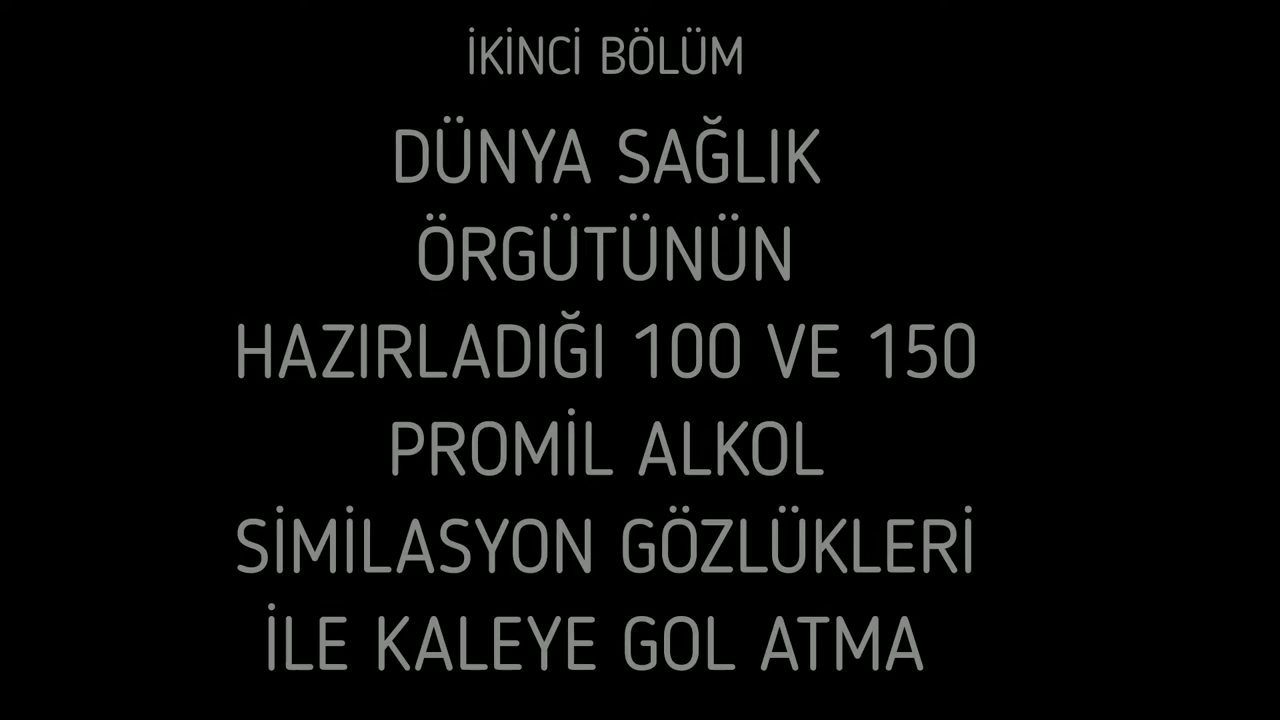 İKİNCİ BÖLÜM
DÜNYA SAĞLIK
ÖRGÜTÜNÜN
HAZIRLADIĞI 100 VE 150
PROMİL ALKOL
SİMİLASYON GÖZLÜKLERİ
İLE KALEYE GOL ATMA